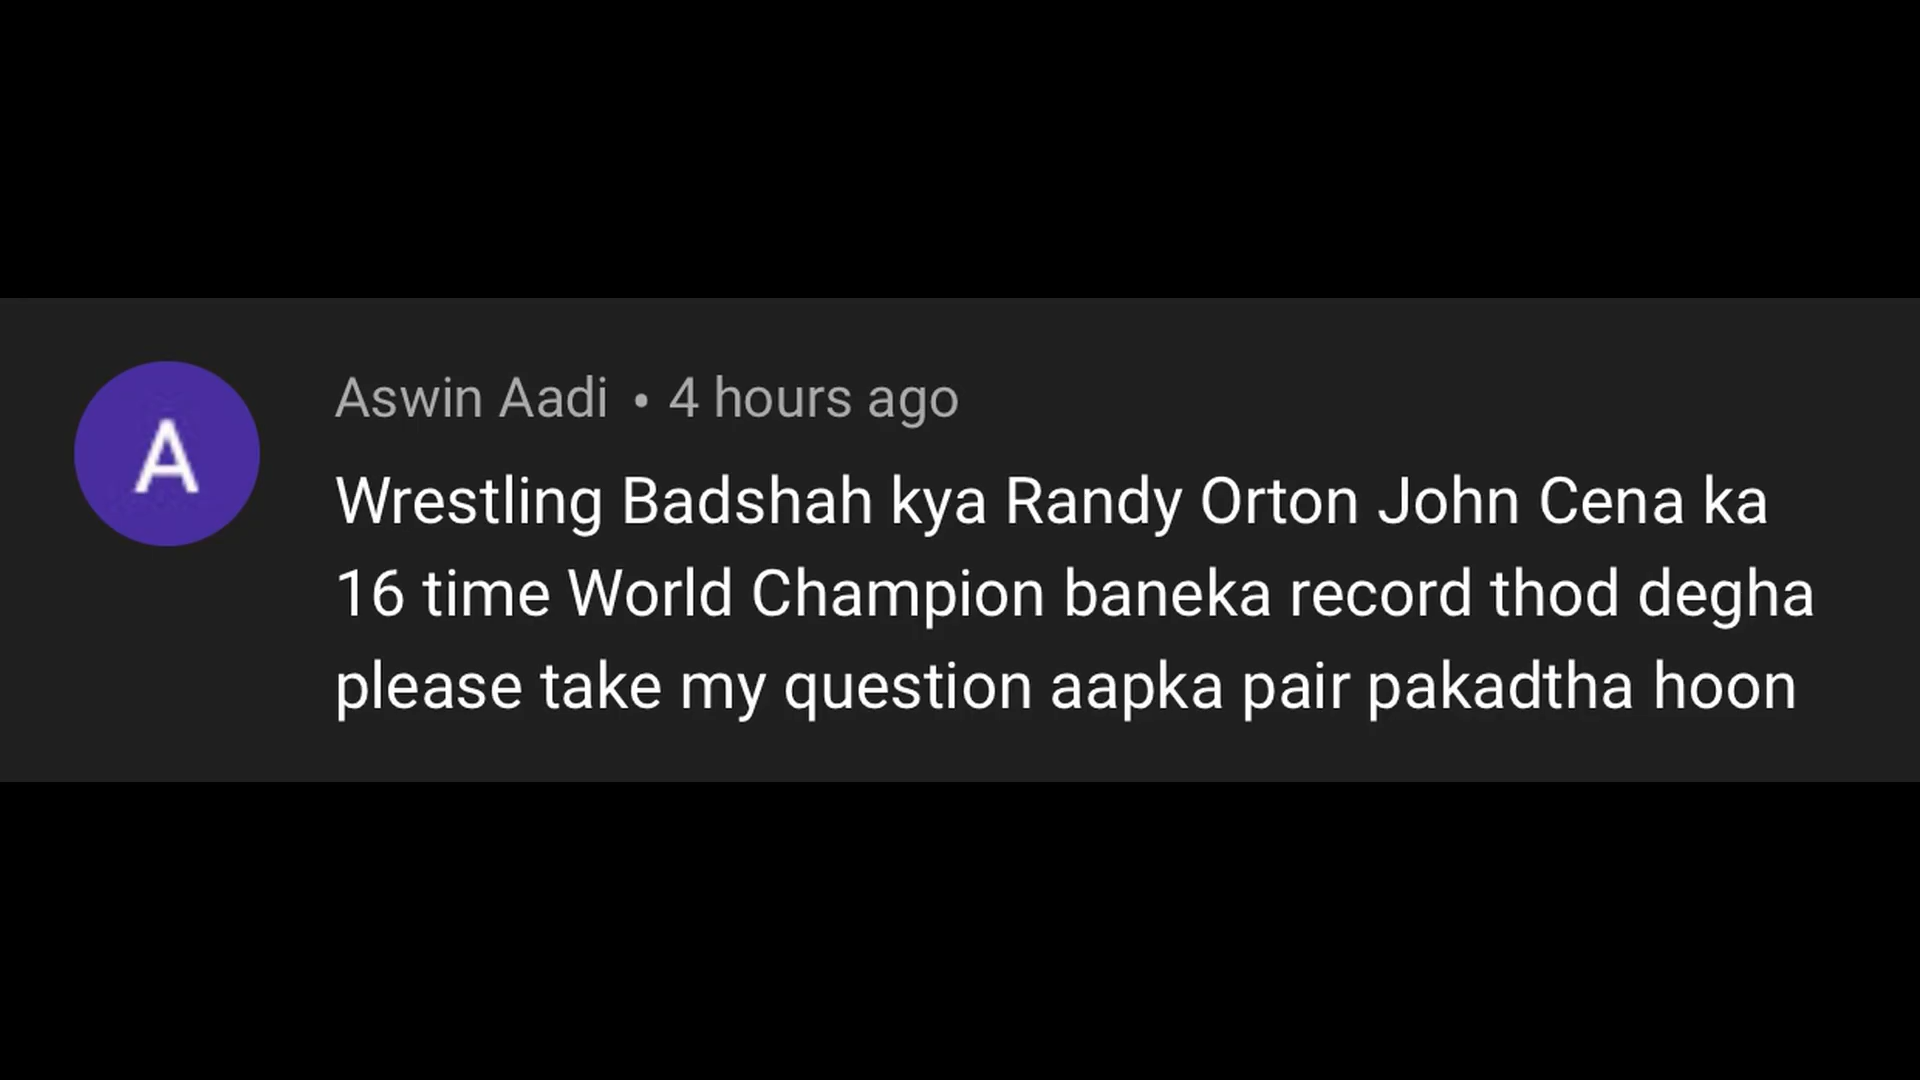 A
Aswin Aadi • 4 hours ago
Wrestling Badshah kya Randy Orton John Cena ka
16 time World Champion baneka record thod degha
please take my question aapka pair pakadtha hoon